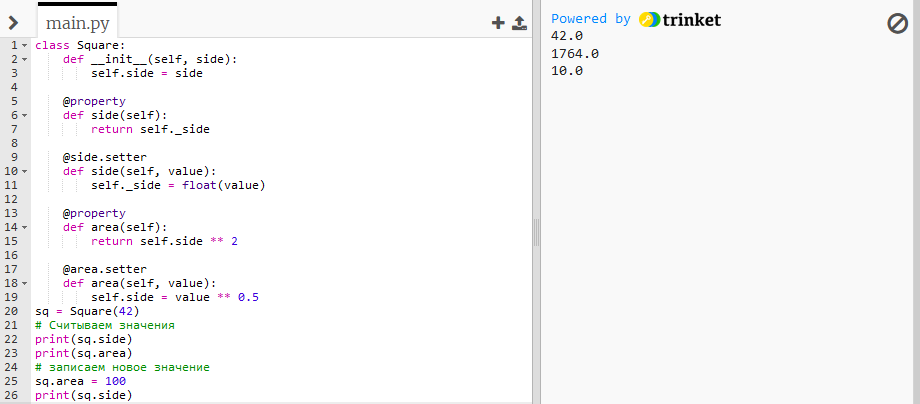 main.py
1 class Square:
2     def __init__(self, side):
3         self.side = side
4
5     @property
6     def side(self):
7         return self._side
8
9     @side.setter
10     def side(self, value):
11         self._side = float(value)
12
13     @property
14     def area(self):
15         return self.side ** 2
16
17     @area.setter
18     def area(self, value):
19         self.side = value ** 0.5
20 sq = Square(42)
21 # Считываем значения
22 print(sq.side)
23 print(sq.area)
24 # записаем новое значение
25 sq.area = 100
26 print(sq.side)
Powered by trinket
42.0
1764.0
10.0